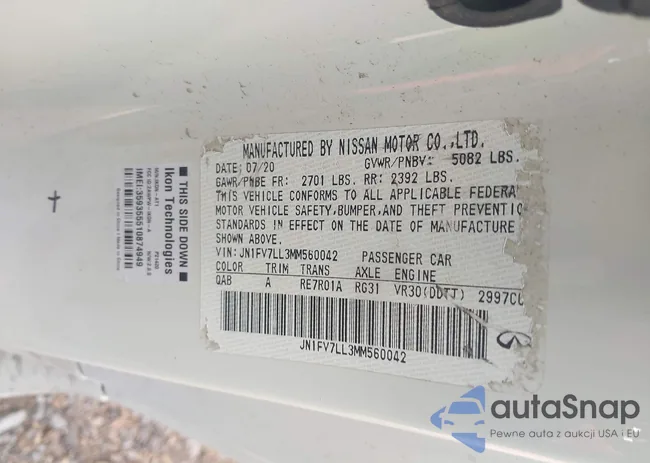 MANUFACTURED BY NISSAN MOTOR CO.,LTD.
DATE: 07/20 GVWR/PNBV: 5082 LBS.
GAWR/PNBE FR: 2701 LBS. RR: 2392 LBS.
THIS VEHICLE CONFORMS TO ALL APPLICABLE FEDERA
MOTOR VEHICLE SAFETY,BUMPER,AND THEFT PREVENTIO
STANDARDS IN EFFECT ON THE DATE OF MANUFACTURE
SHOWN ABOVE.
VIN: JN1FV7LL3MM560042 PASSENGER CAR
COLOR TRIM TRANS AXLE ENGINE
QAB A RE7R01A RG31 VR30(DDTT) 2997CC
JN1FV7LL3MM560042
■ THIS SIDE DOWN ■
Ikon Technologies
IMEI:359355510874949
autaSnap
Pewne auta z aukcji USA i EU